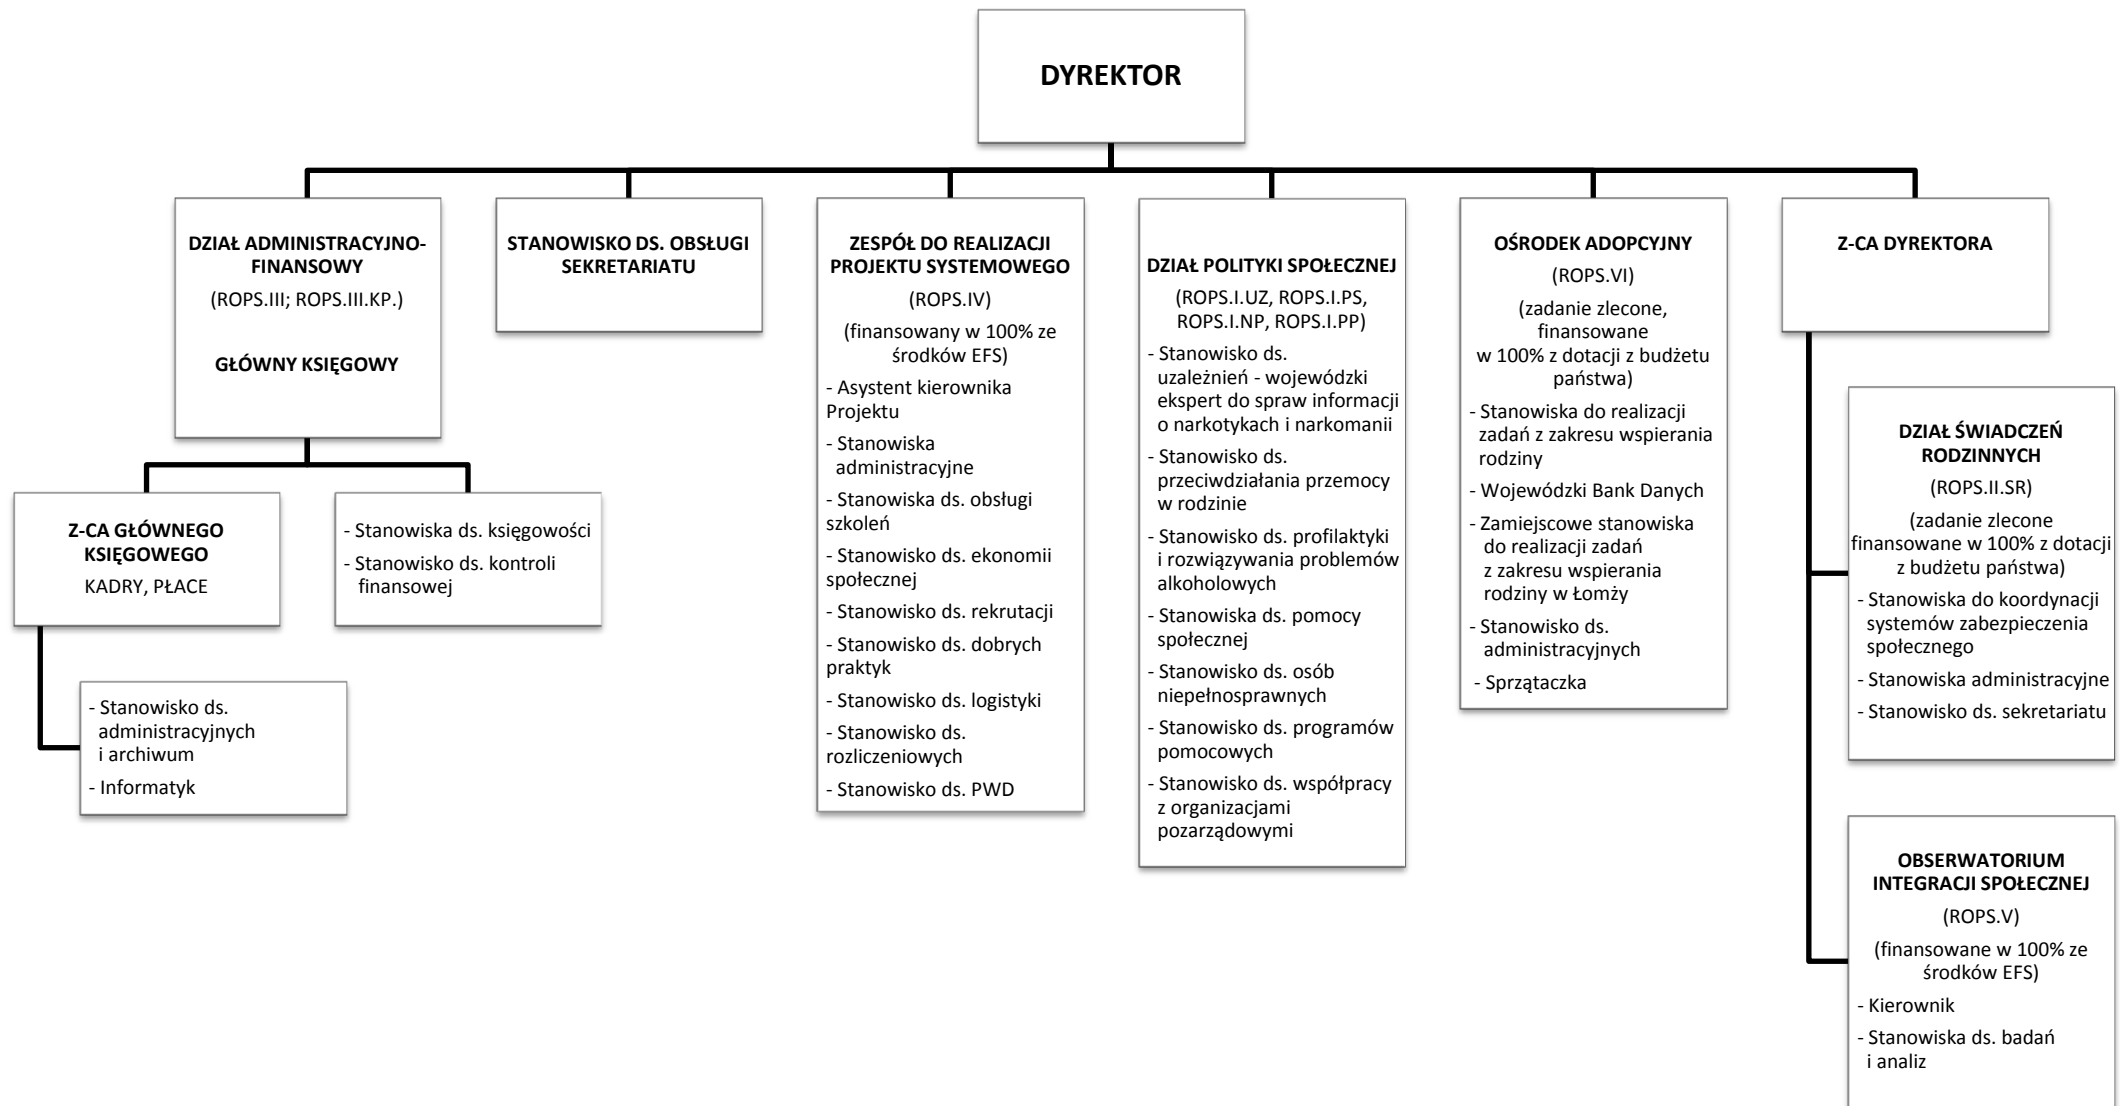 DYREKTOR
DZIAŁ ADMINISTRACYJNO-
FINANSOWY
(ROPS.III; ROPS.III.KP.)
GŁÓWNY KSIĘGOWY
Z-CA GŁÓWNEGO
KSIĘGOWEGO
KADRY, PŁACE
- Stanowisko ds.
administracyjnych
i archiwum
- Informatyk
- Stanowiska ds. księgowości
- Stanowisko ds. kontroli
finansowej
STANOWISKO DS. OBSŁUGI
SEKRETARIATU
ZESPÓŁ DO REALIZACJI
PROJEKTU SYSTEMOWEGO
(ROPS.IV)
(finansowany w 100% ze
środków EFS)
- Asystent kierownika
Projektu
- Stanowiska
administracyjne
- Stanowiska ds. obsługi
szkoleń
- Stanowisko ds. ekonomii
społecznej
- Stanowisko ds. rekrutacji
- Stanowisko ds. dobrych
praktyk
- Stanowisko ds. logistyki
- Stanowisko ds.
rozliczeniowych
- Stanowisko ds. PWD
DZIAŁ POLITYKI SPOŁECZNEJ
(ROPS.I.UZ, ROPS.I.PS,
ROPS.I.NP, ROPS.I.PP)
- Stanowisko ds.
uzależnień - wojewódzki
ekspert do spraw informacji
o narkotykach i narkomanii
- Stanowisko ds.
przeciwdziałania przemocy
w rodzinie
- Stanowisko ds. profilaktyki
i rozwiązywania problemów
alkoholowych
- Stanowiska ds. pomocy
społecznej
- Stanowisko ds. osób
niepełnosprawnych
- Stanowisko ds. programów
pomocowych
- Stanowisko ds. współpracy
z organizacjami
pozarządowymi
OŚRODEK ADOPCYJNY
(ROPS.VI)
(zadanie zlecone,
finansowane
w 100% z dotacji z budżetu
państwa)
- Stanowiska do realizacji
zadań z zakresu wspierania
rodziny
- Wojewódzki Bank Danych
- Zamiejscowe stanowiska
do realizacji zadań
z zakresu wspierania
rodziny w Łomży
- Stanowisko ds.
administracyjnych
- Sprzątaczka
Z-CA DYREKTORA
DZIAŁ ŚWIADCZEŃ
RODZINNYCH
(ROPS.II.SR)
(zadanie zlecone
finansowane w 100% z dotacji
z budżetu państwa)
- Stanowiska do koordynacji
systemów zabezpieczenia
społecznego
- Stanowiska administracyjne
- Stanowisko ds. sekretariatu
OBSERWATORIUM
INTEGRACJI SPOŁECZNEJ
(ROPS.V)
(finansowane w 100% ze
środków EFS)
- Kierownik
- Stanowiska ds. badań
i analiz